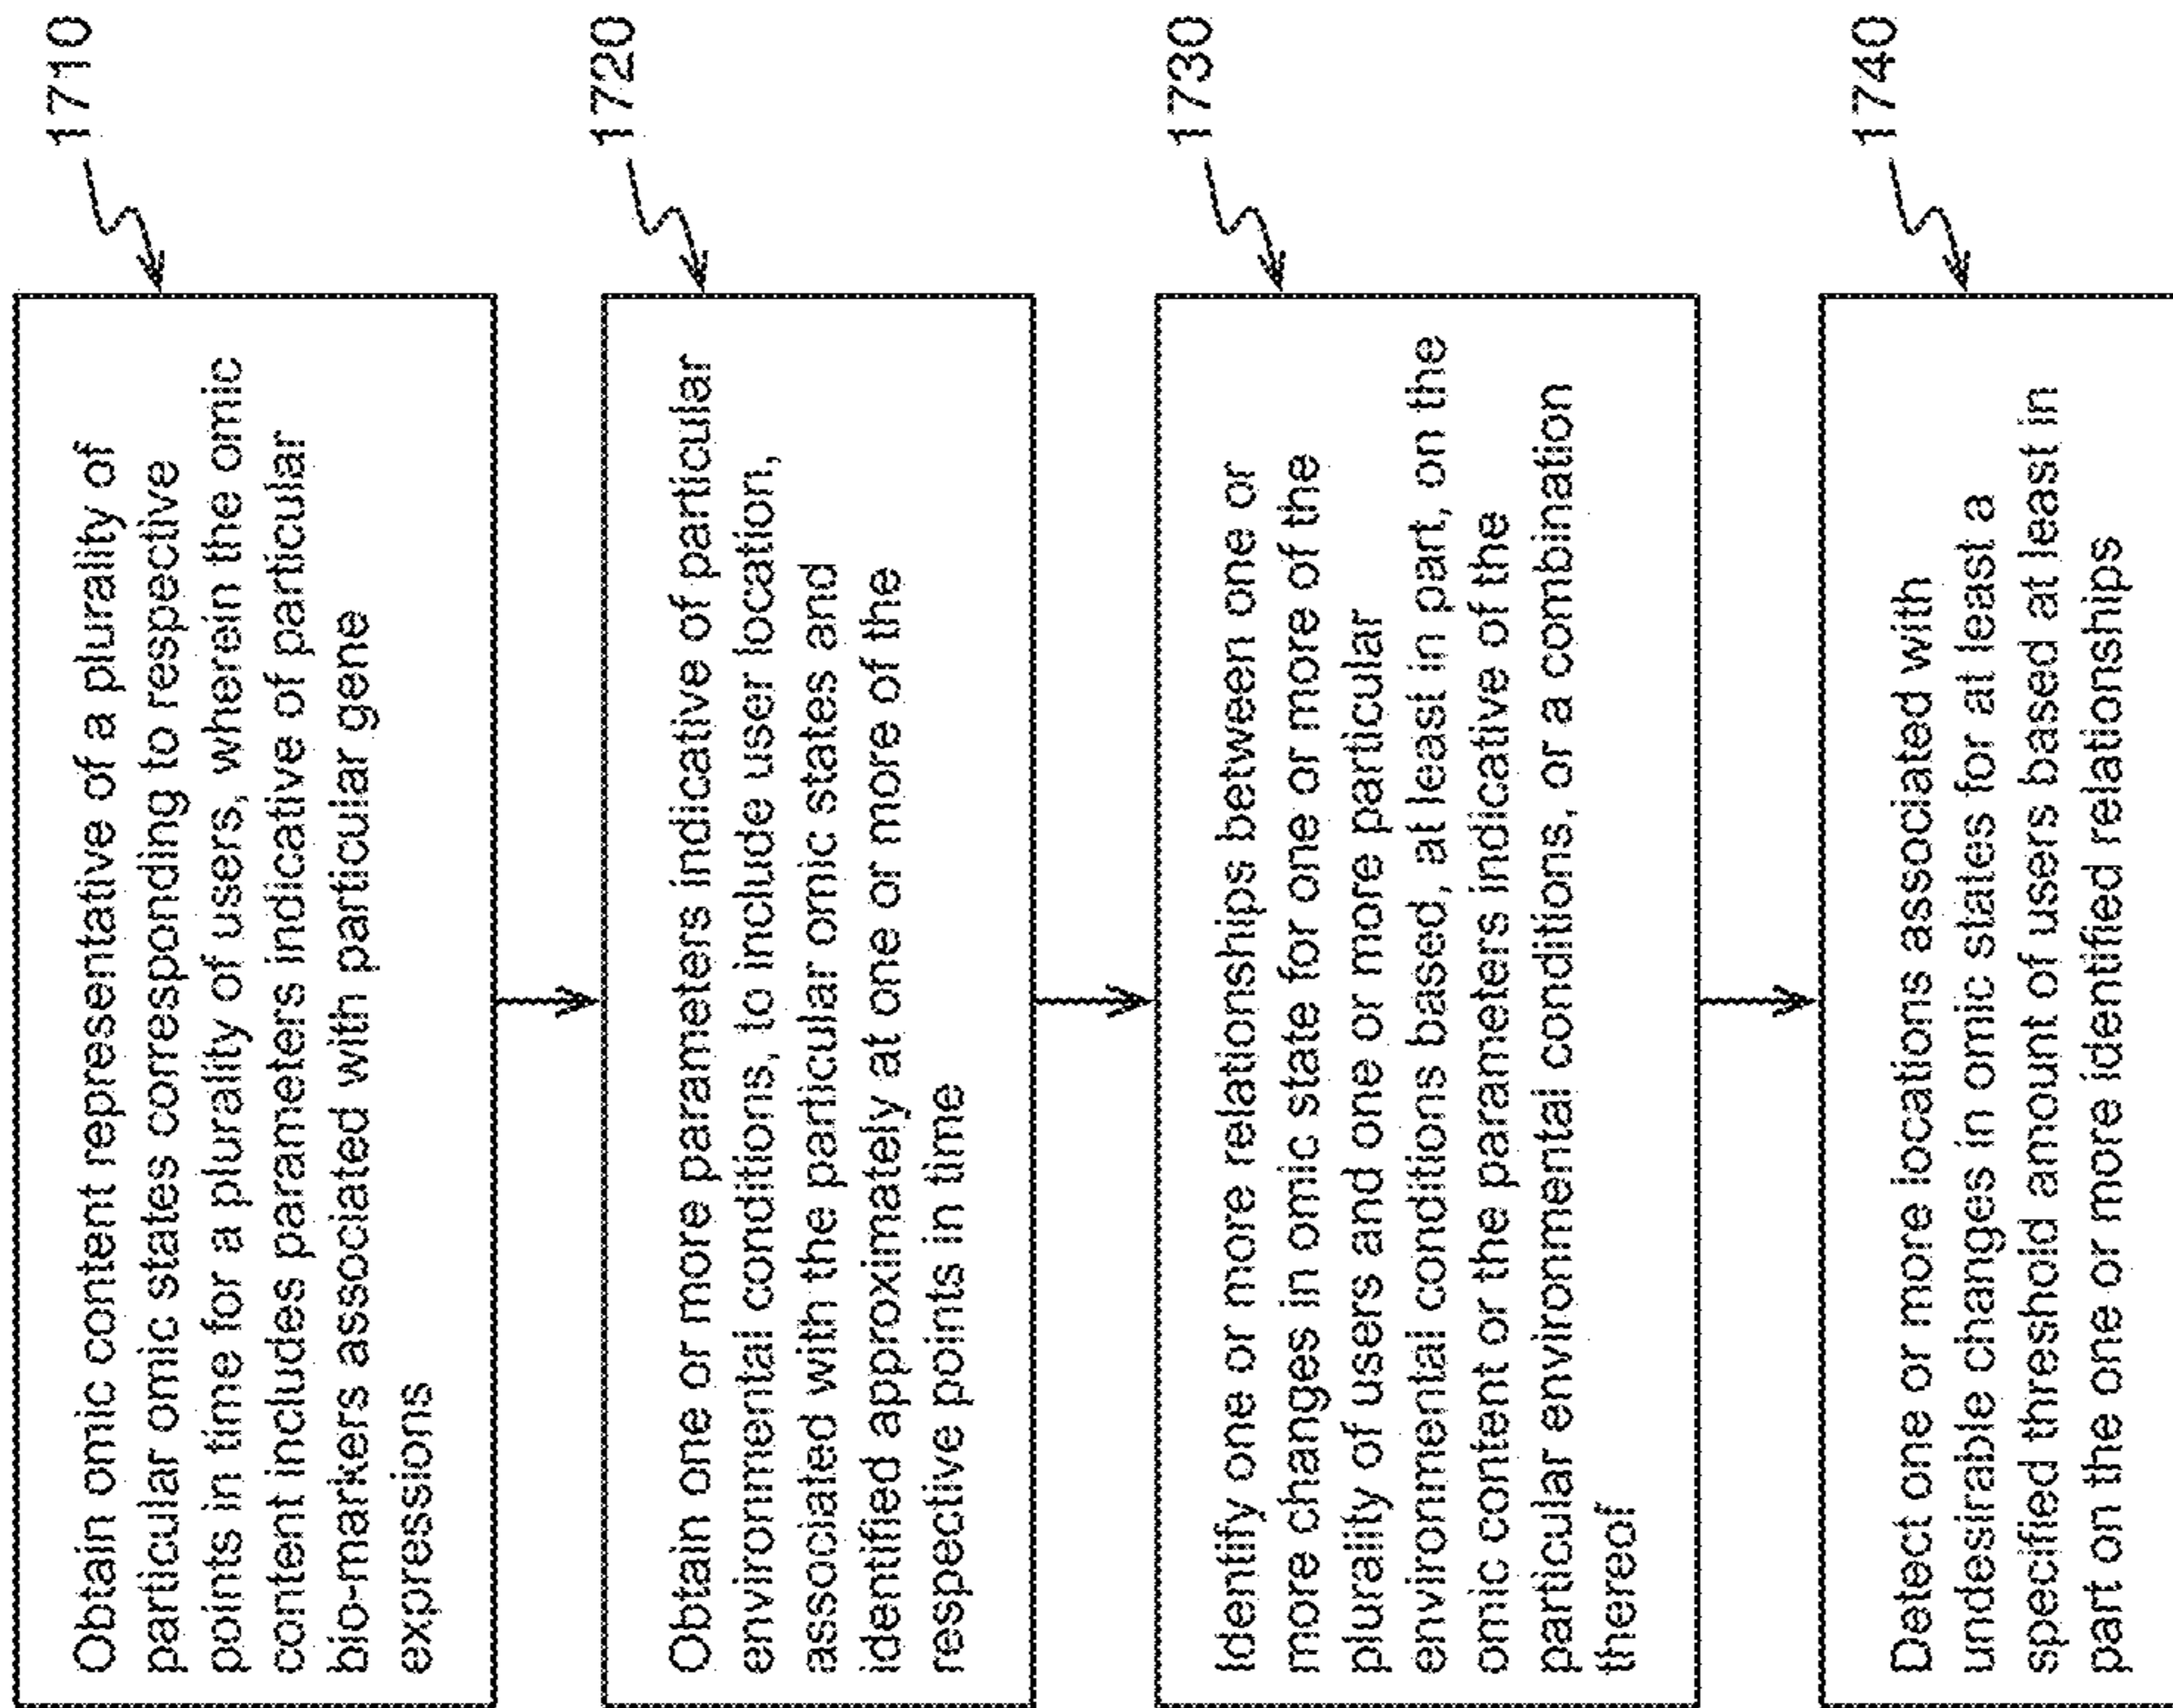 Obtain omic content representative of a plurality of
particular omic states corresponding to respective
points in time for a plurality of users, wherein the omic
content includes parameters indicative of particular
bio-markers associated with particular gene
expressions
1710
Obtain one or more parameters indicative of particular
environmental conditions, to include user location,
associated with the particular omic states and
identified approximately at one or more of the
respective points in time
1720
Identify one or more relationships between one or
more changes in omic state for one or more of the
plurality of users and one or more particular
environmental conditions based, at least in part, on the
omic content or the parameters indicative of the
particular environmental conditions, or a combination
thereof
1730
Detect one or more locations associated with
undesirable changes in omic states for at least a
specified threshold amount of users based at least in
part on the one or more identified relationships
1740